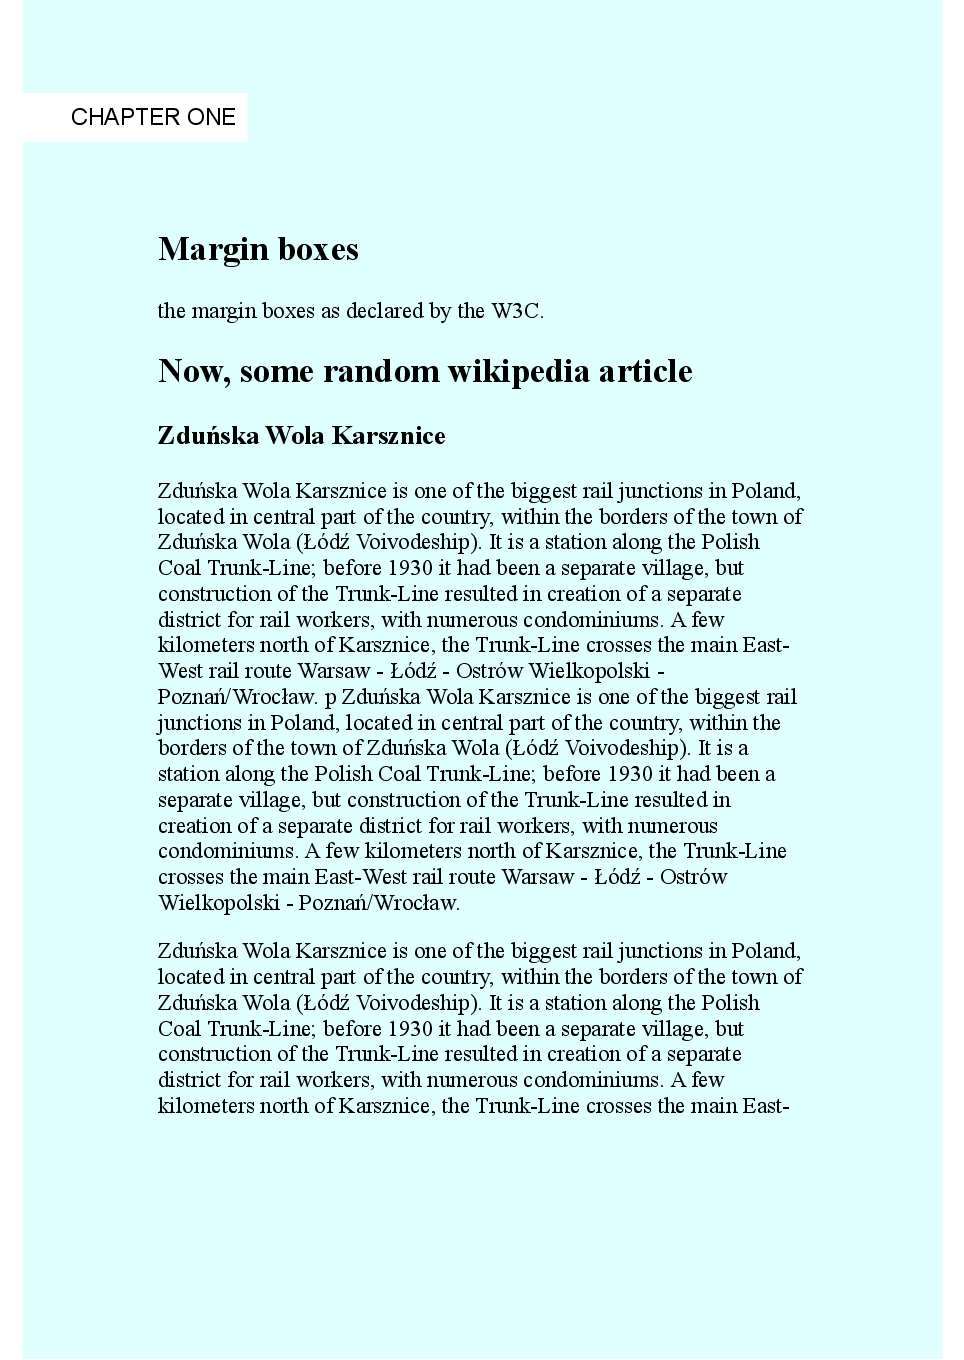 CHAPTER ONE
Margin boxes
the margin boxes as declared by the W3C.
Now, some random wikipedia article
Zduńska Wola Karsznice
Zduńska Wola Karsznice is one of the biggest rail junctions in Poland,
located in central part of the country, within the borders of the town of
Zduńska Wola (Łódź Voivodeship). It is a station along the Polish
Coal Trunk-Line; before 1930 it had been a separate village, but
construction of the Trunk-Line resulted in creation of a separate
district for rail workers, with numerous condominiums. A few
kilometers north of Karsznice, the Trunk-Line crosses the main East-
West rail route Warsaw - Łódź - Ostrów Wielkopolski -
Poznań/Wrocław. p Zduńska Wola Karsznice is one of the biggest rail
junctions in Poland, located in central part of the country, within the
borders of the town of Zduńska Wola (Łódź Voivodeship). It is a
station along the Polish Coal Trunk-Line; before 1930 it had been a
separate village, but construction of the Trunk-Line resulted in
creation of a separate district for rail workers, with numerous
condominiums. A few kilometers north of Karsznice, the Trunk-Line
crosses the main East-West rail route Warsaw - Łódź - Ostrów
Wielkopolski - Poznań/Wrocław.
Zduńska Wola Karsznice is one of the biggest rail junctions in Poland,
located in central part of the country, within the borders of the town of
Zduńska Wola (Łódź Voivodeship). It is a station along the Polish
Coal Trunk-Line; before 1930 it had been a separate village, but
construction of the Trunk-Line resulted in creation of a separate
district for rail workers, with numerous condominiums. A few
kilometers north of Karsznice, the Trunk-Line crosses the main East-